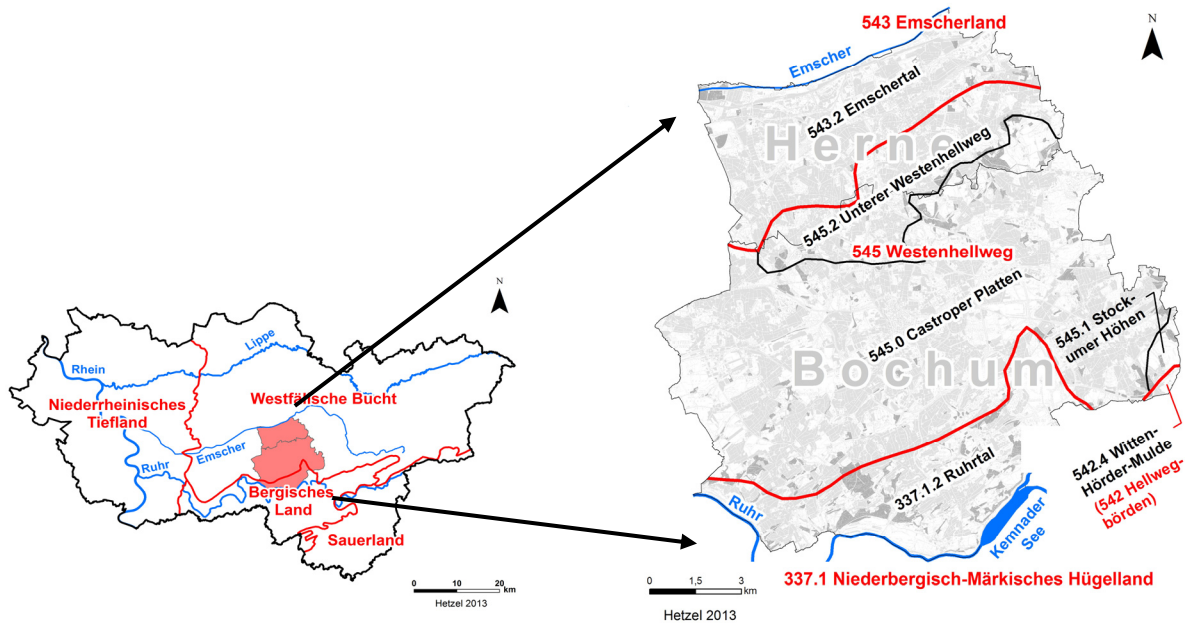 N
Rhein
Lippe
Niederrheinisches
Tiefland
Westfälische Bucht
Emscher
Ruhr
Bergisches
Land
Sauerland
0 10 20
km
Hetzel 2013
N
543 Emscherland
Emscher
543.2 Emschertal
Herne
545.2 Unterer Westenhellweg
545 Westenhellweg
545.0 Castroper Platten
545.1 Stock-
umer Höhen
Bochum
542.4 Witten-
Hörder-Mulde
(542 Hellweg-
börden)
337.1.2 Ruhrtal
Ruhr
Kemnader
See
337.1 Niederbergisch-Märkisches Hügelland
0 1,5 3
km
Hetzel 2013